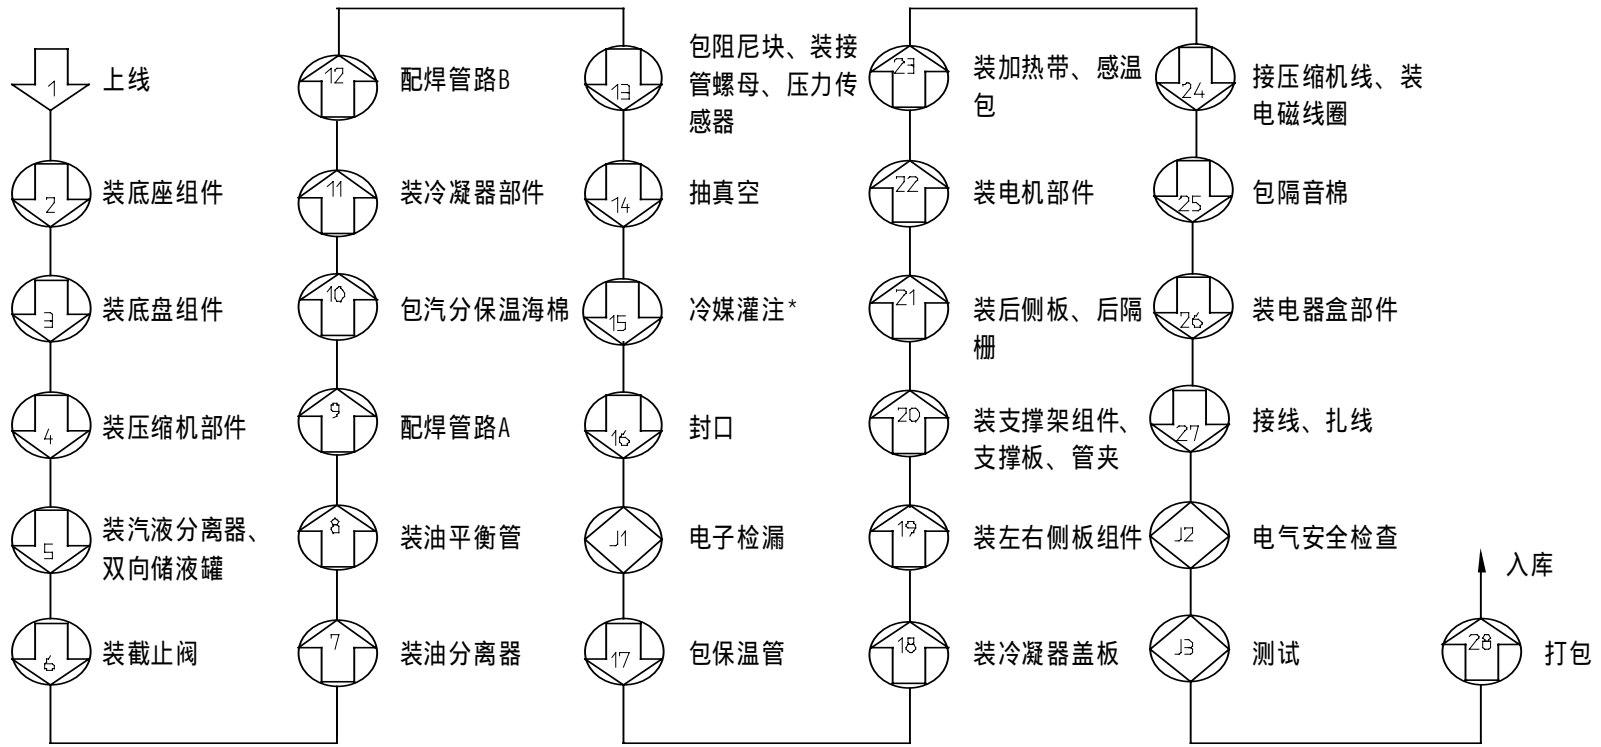 1
上线
2
装底座组件
3
装底盘组件
4
装压缩机部件
5
装汽液分离器、
双向储液罐
6
装截止阀
7
装油分离器
8
装油平衡管
9
配焊管路A
10
包汽分保温海棉
11
装冷凝器部件
12
配焊管路B
13
包阻尼块、装接
管螺母、压力传
感器
14
抽真空
15
冷媒灌注*
16
封口
J1
电子检漏
17
包保温管
18
装冷凝器盖板
19
装左右侧板组件
20
装支撑架组件、
支撑板、管夹
21
装后侧板、后隔
栅
22
装电机部件
23
装加热带、感温
包
24
接压缩机线、装
电磁线圈
25
包隔音棉
26
装电器盒部件
27
接线、扎线
J2
电气安全检查
J3
测试
28
打包
入库